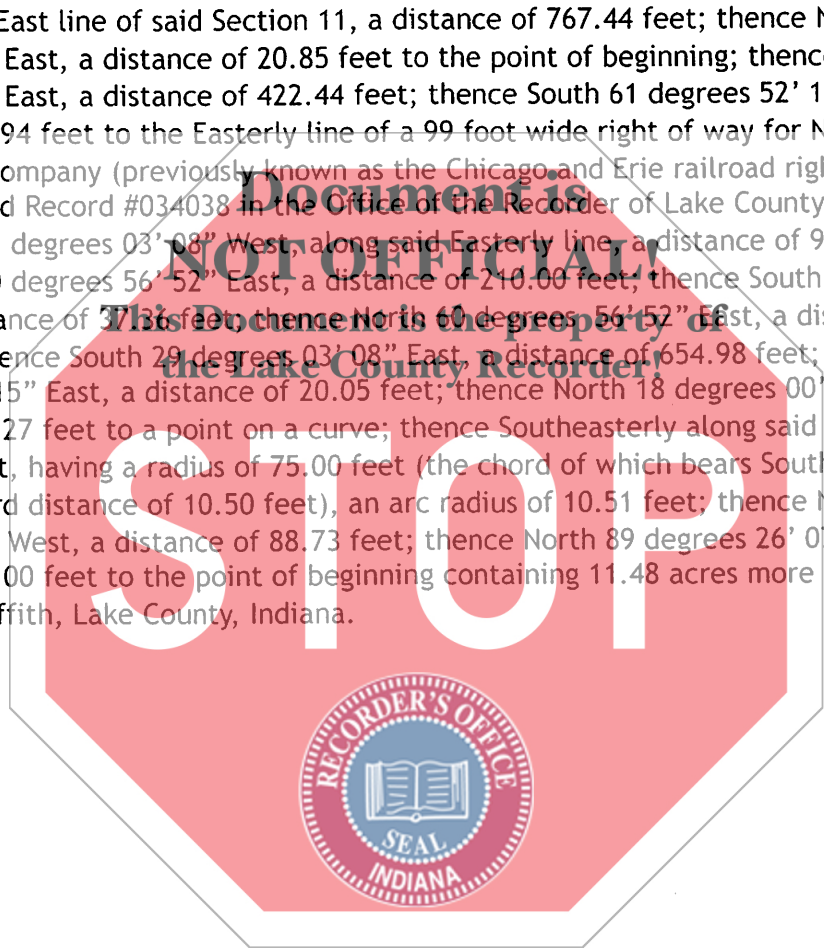 East line of said Section 11, a distance of 767.44 feet; thence N
East, a distance of 20.85 feet to the point of beginning; thence
East, a distance of 422.44 feet; thence South 61 degrees 52’ 1
94 feet to the Easterly line of a 99 foot wide right of way for N
ompany (previously known as the Chicago and Erie railroad righ
d Record #034038 in the Office of the Recorder of Lake County
degrees 03’ 08” West, along said Easterly line, a distance of 9
degrees 56’ 52” East, a distance of 210.00 feet; thence South
ance of 37.36 feet; thence North 60 degrees 56’ 52” East, a dis
ence South 29 degrees 03’ 08” East, a distance of 654.98 feet;
5” East, a distance of 20.05 feet; thence North 18 degrees 00’
27 feet to a point on a curve; thence Southeasterly along said
t, having a radius of 75.00 feet (the chord of which bears South
rd distance of 10.50 feet), an arc radius of 10.51 feet; thence N
West, a distance of 88.73 feet; thence North 89 degrees 26’ 07
00 feet to the point of beginning containing 11.48 acres more
ffith, Lake County, Indiana.
Document is
NOT OFFICIAL!
This Document is the property of
the Lake County Recorder!
STOP
RECORDER'S OFFICE
SEAL
INDIANA